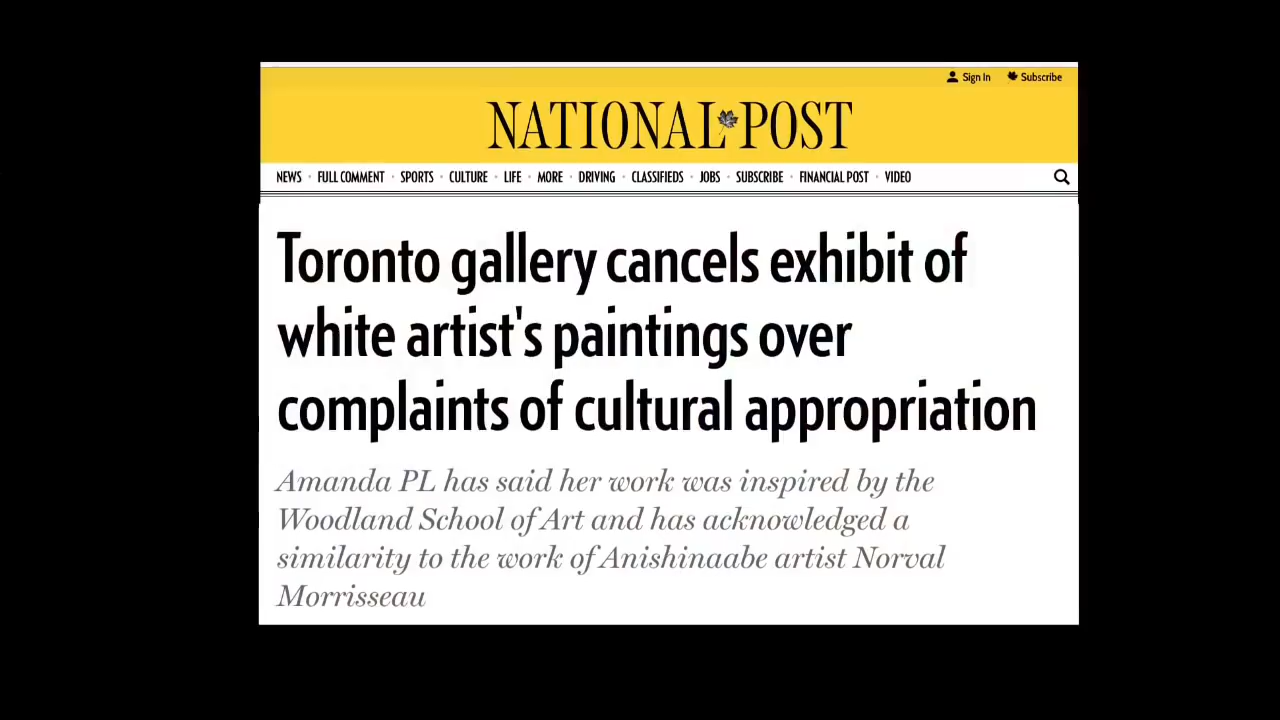 Sign In Subscribe
NATIONAL POST
NEWS • FULL COMMENT • SPORTS • CULTURE • LIFE • MORE • DRIVING • CLASSIFIEDS • JOBS • SUBSCRIBE • FINANCIAL POST • VIDEO
Toronto gallery cancels exhibit of
white artist's paintings over
complaints of cultural appropriation
Amanda PL has said her work was inspired by the
Woodland School of Art and has acknowledged a
similarity to the work of Anishinaabe artist Norval
Morrisseau